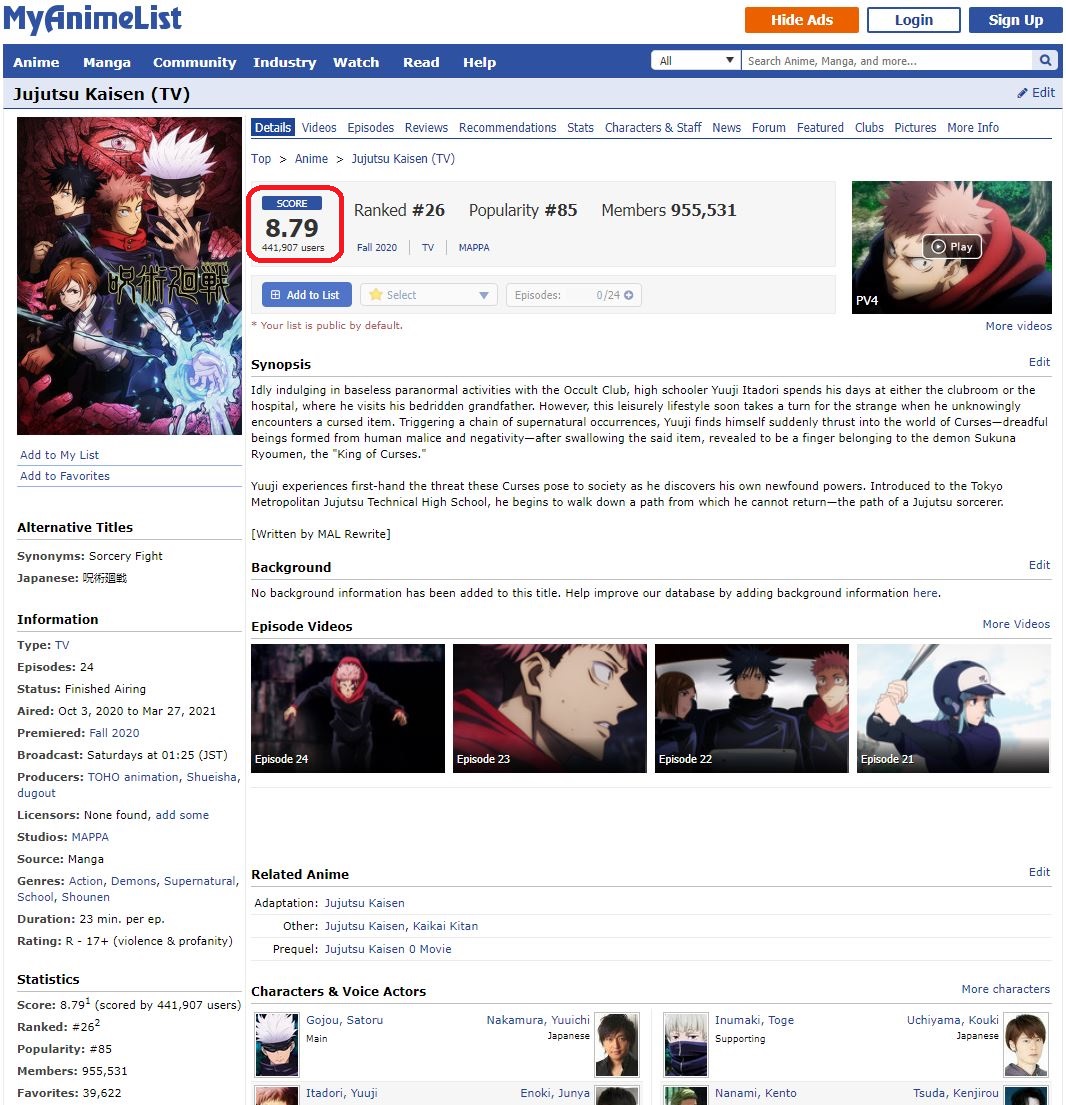 MyAnimeList
Hide Ads
Login
Sign Up
Anime Manga Community Industry Watch Read Help
All
Search Anime, Manga, and more...
Jujutsu Kaisen (TV)
Edit
呪術廻戦
Add to My List
Add to Favorites
Alternative Titles
Synonyms: Sorcery Fight
Japanese: 呪術廻戦
Information
Type: TV
Episodes: 24
Status: Finished Airing
Aired: Oct 3, 2020 to Mar 27, 2021
Premiered: Fall 2020
Broadcast: Saturdays at 01:25 (JST)
Producers: TOHO animation, Shueisha,
dugout
Licensors: None found, add some
Studios: MAPPA
Source: Manga
Genres: Action, Demons, Supernatural,
School, Shounen
Duration: 23 min. per ep.
Rating: R - 17+ (violence & profanity)
Statistics
Score: 8.791 (scored by 441,907 users)
Ranked: #262
Popularity: #85
Members: 955,531
Favorites: 39,622
Details Videos Episodes Reviews Recommendations Stats Characters & Staff News Forum Featured Clubs Pictures More Info
Top > Anime > Jujutsu Kaisen (TV)
SCORE
8.79
441,907 users
Ranked #26 Popularity #85 Members 955,531
Fall 2020 TV MAPPA
Add to List
Select
Episodes: 0/24
* Your list is public by default.
Play
PV4
More videos
Synopsis
Edit
Idly indulging in baseless paranormal activities with the Occult Club, high schooler Yuuji Itadori spends his days at either the clubroom or the
hospital, where he visits his bedridden grandfather. However, this leisurely lifestyle soon takes a turn for the strange when he unknowingly
encounters a cursed item. Triggering a chain of supernatural occurrences, Yuuji finds himself suddenly thrust into the world of Curses—dreadful
beings formed from human malice and negativity—after swallowing the said item, revealed to be a finger belonging to the demon Sukuna
Ryoumen, the "King of Curses."
Yuuji experiences first-hand the threat these Curses pose to society as he discovers his own newfound powers. Introduced to the Tokyo
Metropolitan Jujutsu Technical High School, he begins to walk down a path from which he cannot return—the path of a Jujutsu sorcerer.
[Written by MAL Rewrite]
Background
Edit
No background information has been added to this title. Help improve our database by adding background information here.
Episode Videos
More Videos
Episode 24
Episode 23
Episode 22
Episode 21
Related Anime
Edit
Adaptation: Jujutsu Kaisen
Other: Jujutsu Kaisen, Kaikai Kitan
Prequel: Jujutsu Kaisen 0 Movie
Characters & Voice Actors
More characters
Gojou, Satoru
Main
Nakamura, Yuuichi
Japanese
Inumaki, Toge
Supporting
Uchiyama, Kouki
Japanese
Itadori, Yuuji
Enoki, Junya
Nanami, Kento
Tsuda, Kenjirou